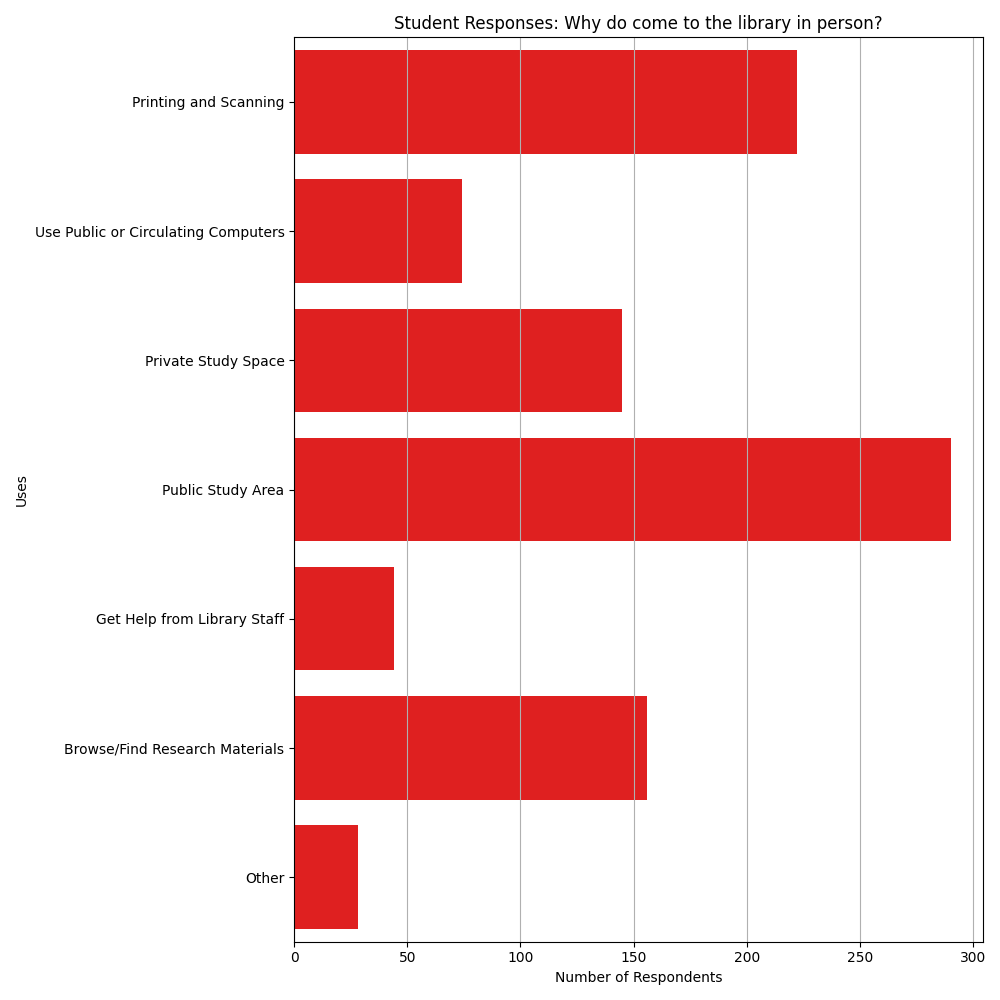 Student Responses: Why do come to the library in person?
Printing and Scanning
Use Public or Circulating Computers
Private Study Space
Uses
Public Study Area
Get Help from Library Staff
Browse/Find Research Materials
Other
0 50 100 150 200 250 300
Number of Respondents